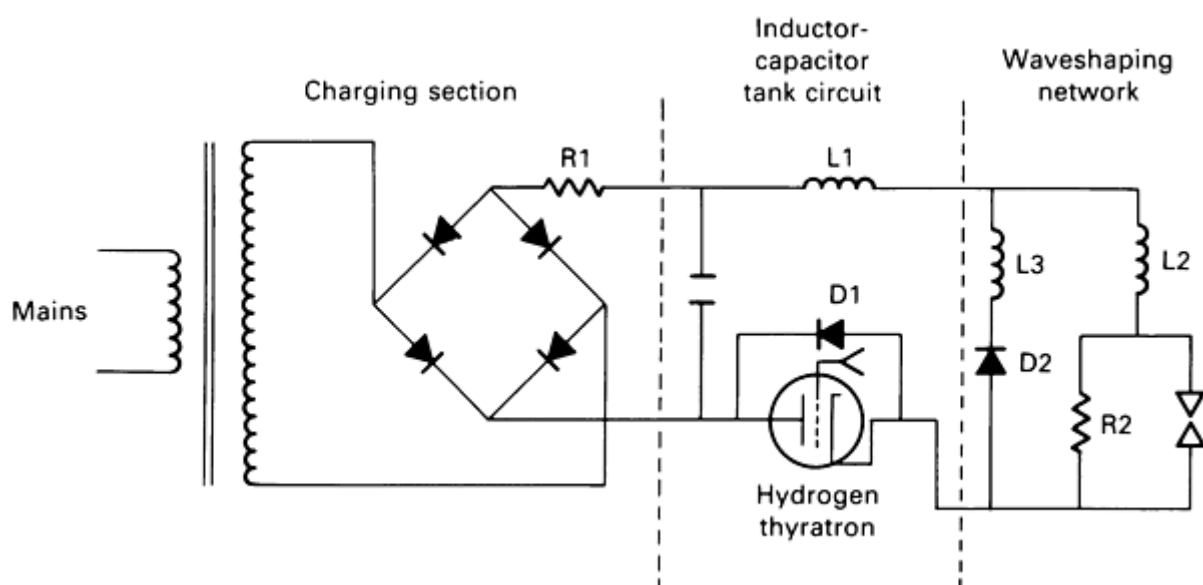 Charging section
Inductor-
capacitor
tank circuit
Waveshaping
network
R1
L1
L3
L2
Mains
D1
D2
R2
Hydrogen
thyratron